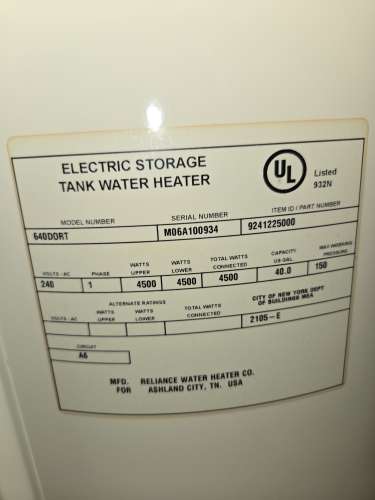 ELECTRIC STORAGE
TANK WATER HEATER
UL
Listed
932N
MODEL NUMBER SERIAL NUMBER ITEM ID / PART NUMBER
640DORT M06A100934 9241225000
VOLTS - AC PHASE WATTS UPPER WATTS LOWER TOTAL WATTS CONNECTED CAPACITY US GAL MAX WORKING PRESSURE
240 1 4500 4500 4500 40.0 150
ALTERNATE RATINGS
VOLTS - AC WATTS UPPER WATTS LOWER TOTAL WATTS CONNECTED CITY OF NEW YORK DEPT OF BUILDINGS MEA
2105-E
CIRCUIT
A6
MFD. RELIANCE WATER HEATER CO.
FOR ASHLAND CITY, TN. USA